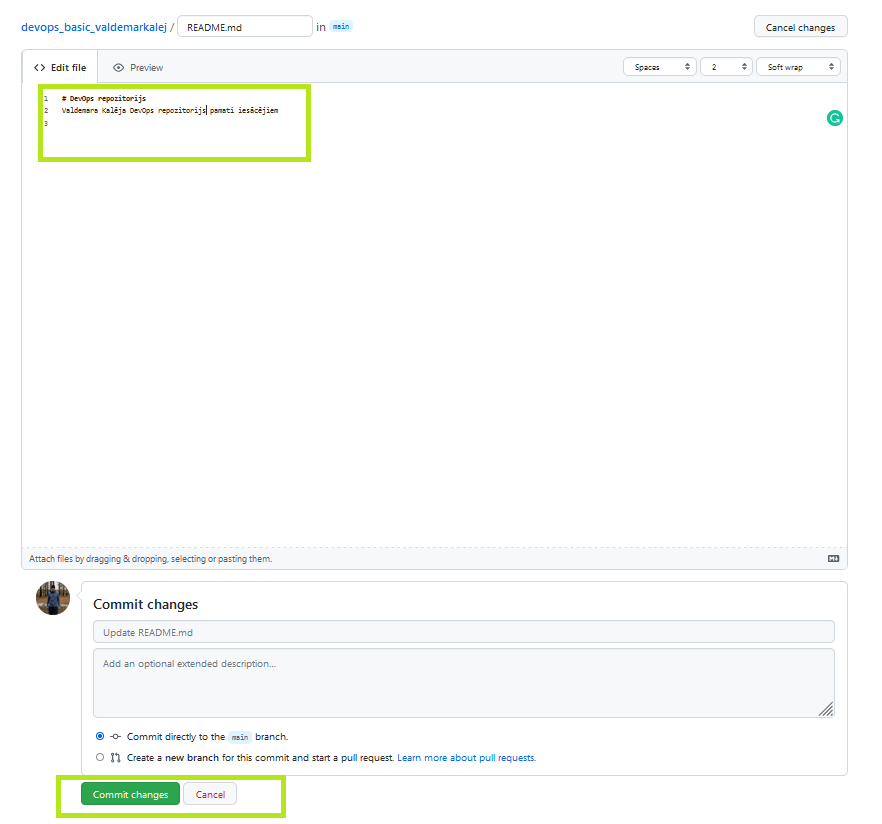 devops_basic_valdemarkalej / README.md in main Cancel changes
Edit file Preview Spaces 2 Soft wrap
1 # DevOps repozitorijs
2 Valdemara Kalēja DevOps repozitorijs pamati iesācējiem
3
Attach files by dragging & dropping, selecting or pasting them.
Commit changes
Update README.md
Add an optional extended description...
Commit directly to the main branch.
Create a new branch for this commit and start a pull request. Learn more about pull requests.
Commit changes Cancel